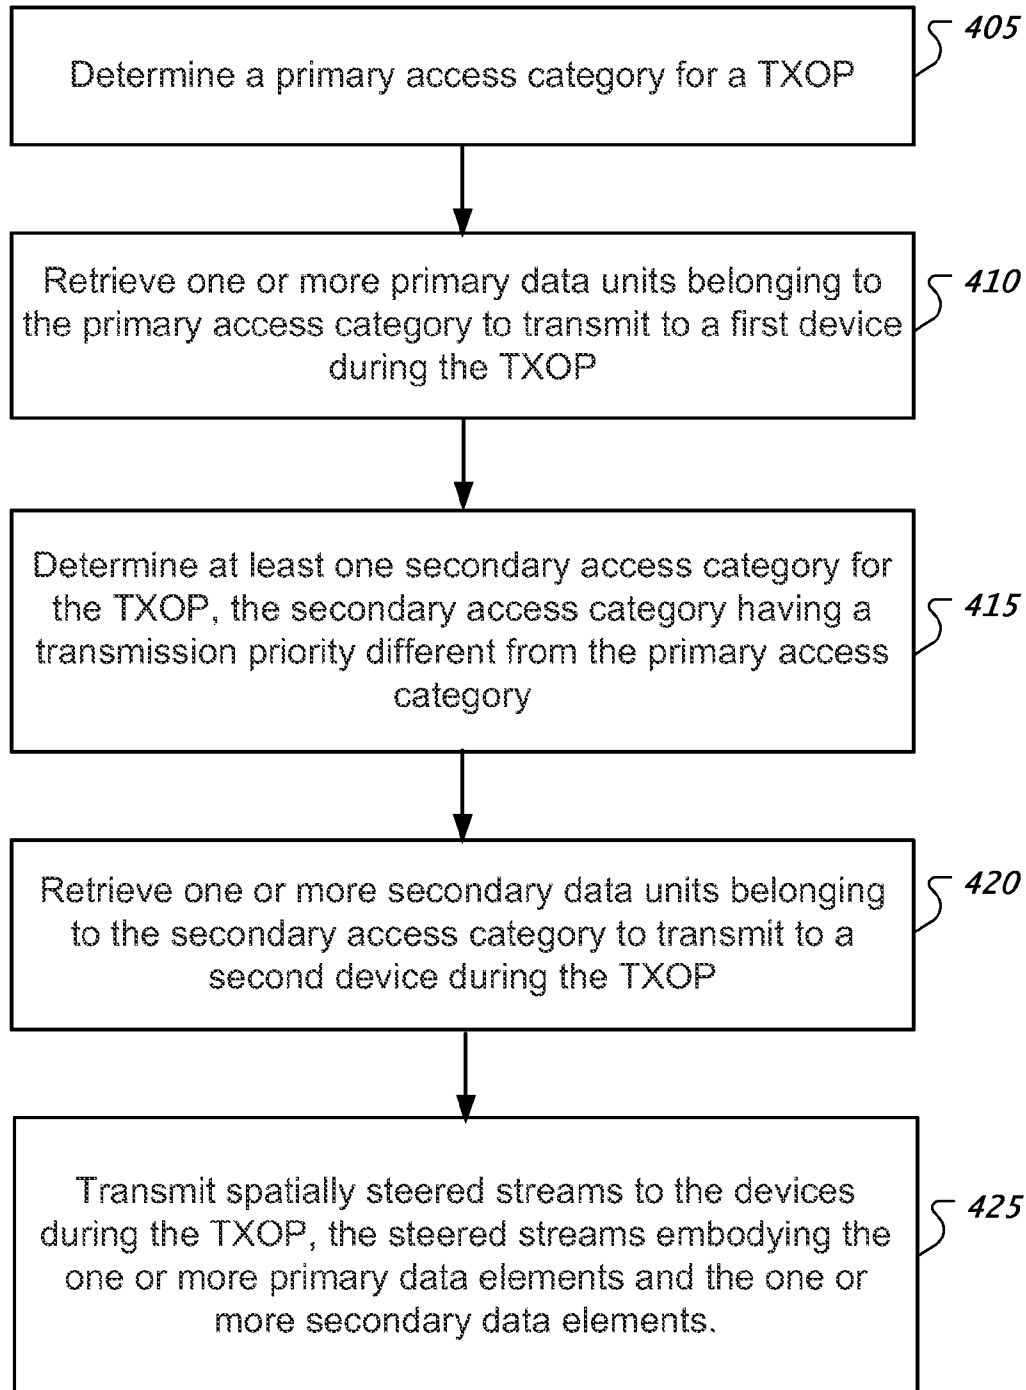 Determine a primary access category for a TXOP
405
Retrieve one or more primary data units belonging to
the primary access category to transmit to a first device
during the TXOP
410
Determine at least one secondary access category for
the TXOP, the secondary access category having a
transmission priority different from the primary access
category
415
Retrieve one or more secondary data units belonging
to the secondary access category to transmit to a
second device during the TXOP
420
Transmit spatially steered streams to the devices
during the TXOP, the steered streams embodying the
one or more primary data elements and the one or
more secondary data elements.
425